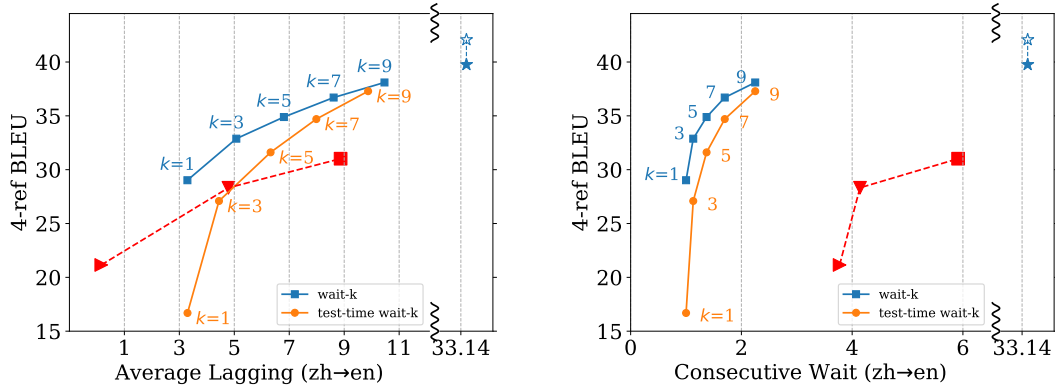 4-ref BLEU
40
35
30
25
20
15
k=1
k=3
k=5
k=7
k=9
k=1
k=3
k=5
k=7
k=9
wait-k
test-time wait-k
1 3 5 7 9 11 33.14
Average Lagging (zh→en)
4-ref BLEU
40
35
30
25
20
15
k=1
3
5
7
9
k=1
3
5
7
9
wait-k
test-time wait-k
0 2 4 6 33.14
Consecutive Wait (zh→en)